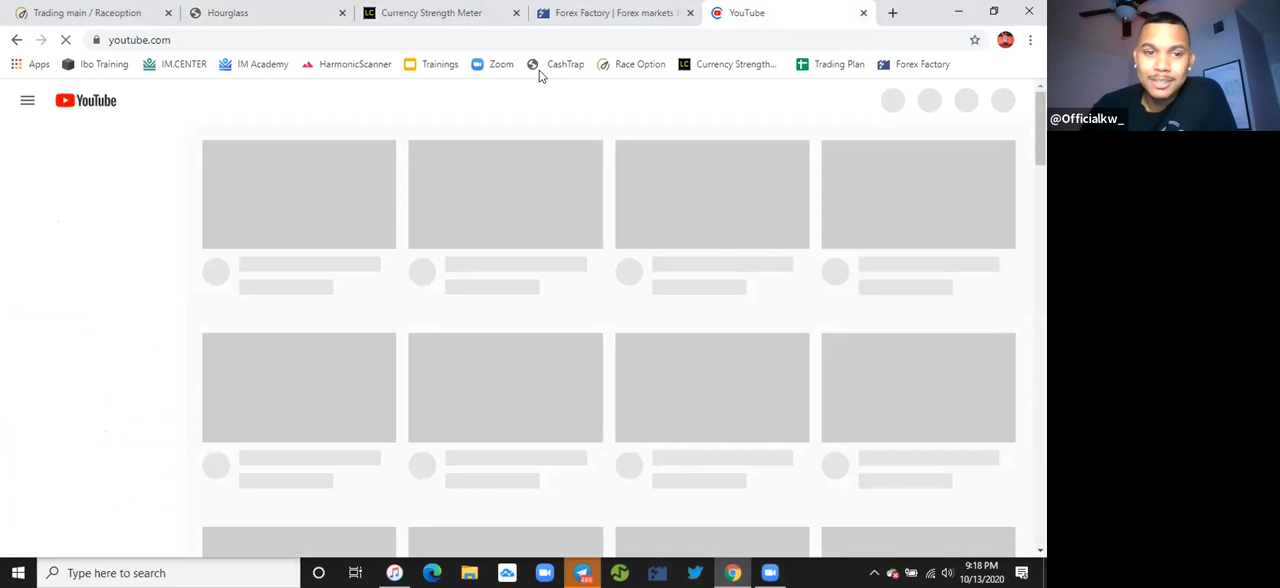 Trading main / Raceoption
Hourglass
Currency Strength Meter
Forex Factory | Forex markets
YouTube
youtube.com
Apps
Ibo Training
IM.CENTER
IM Academy
HarmonicScanner
Trainings
Zoom
CashTrap
Race Option
LC
Currency Strength...
Trading Plan
Forex Factory
YouTube
@Officialkw_
Type here to search
9:18 PM
10/13/2020